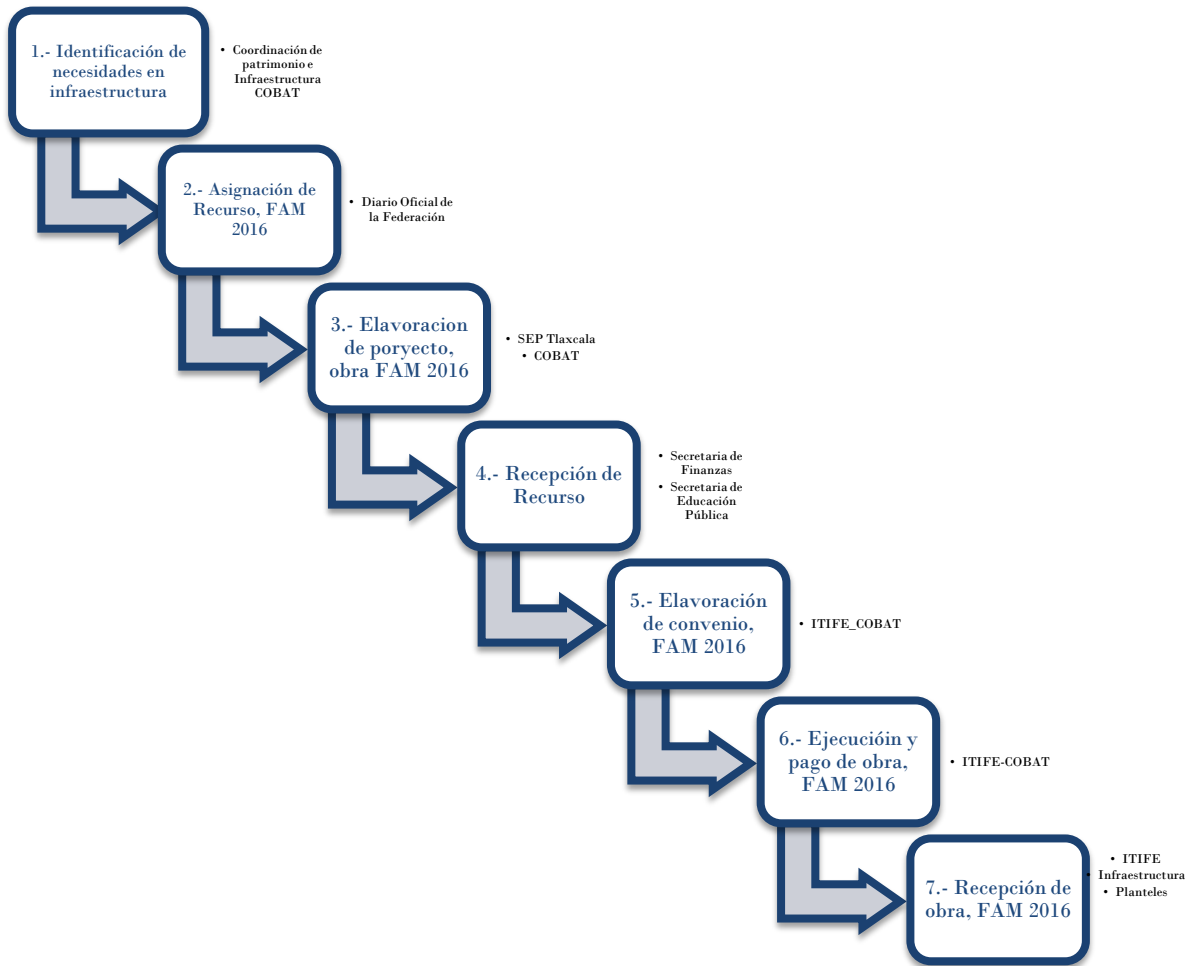 1.- Identificación de
necesidades en
infraestructura
• Coordinación de
patrimonio e
Infraestructura
COBAT
2.- Asignación de
Recurso, FAM
2016
• Diario Oficial de
la Federación
3.- Elavoracion
de poryecto,
obra FAM 2016
• SEP Tlaxcala
• COBAT
4.- Recepción de
Recurso
• Secretaria de
Finanzas
• Secretaria de
Educación
Pública
5.- Elavoración
de convenio,
FAM 2016
• ITIFE_COBAT
6.- Ejecucióin y
pago de obra,
FAM 2016
• ITIFE-COBAT
7.- Recepción de
obra, FAM 2016
• ITIFE
• Infraestructura
• Planteles